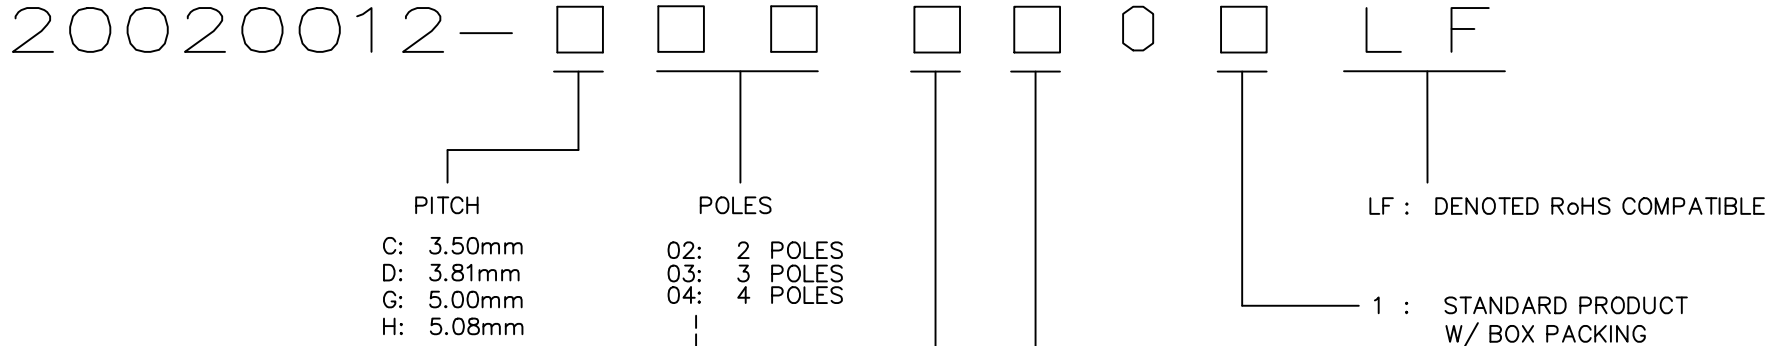 20020012-□ □ □ □ □ 0 □ L F
PITCH
C: 3.50mm
D: 3.81mm
G: 5.00mm
H: 5.08mm
POLES
02: 2 POLES
03: 3 POLES
04: 4 POLES
LF : DENOTED RoHS COMPATIBLE
1 : STANDARD PRODUCT
W/ BOX PACKING